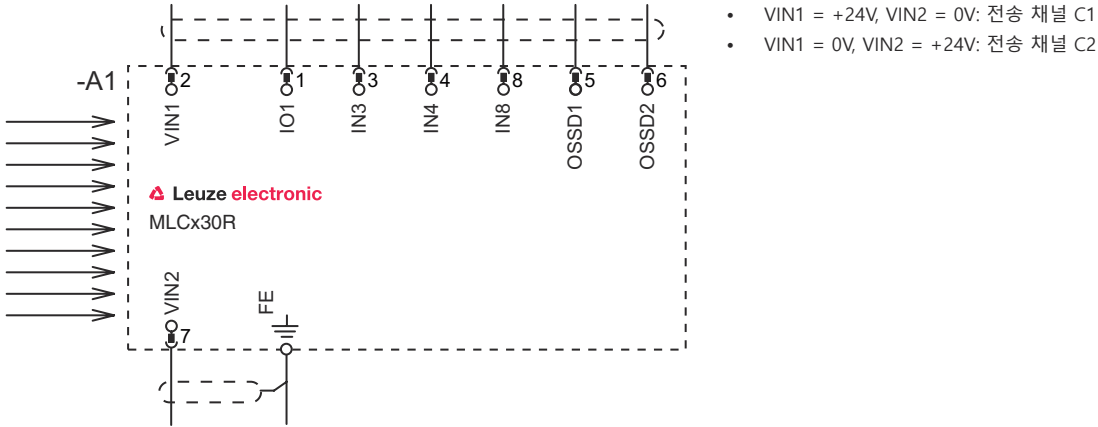 • VIN1 = +24V, VIN2 = 0V: 전송 채널 C1
• VIN1 = 0V, VIN2 = +24V: 전송 채널 C2
-A1
2 1 3 4 8 5 6
VIN1 IO1 IN3 IN4 IN8 OSSD1 OSSD2
Leuze electronic
MLCx30R
VIN2 FE
7